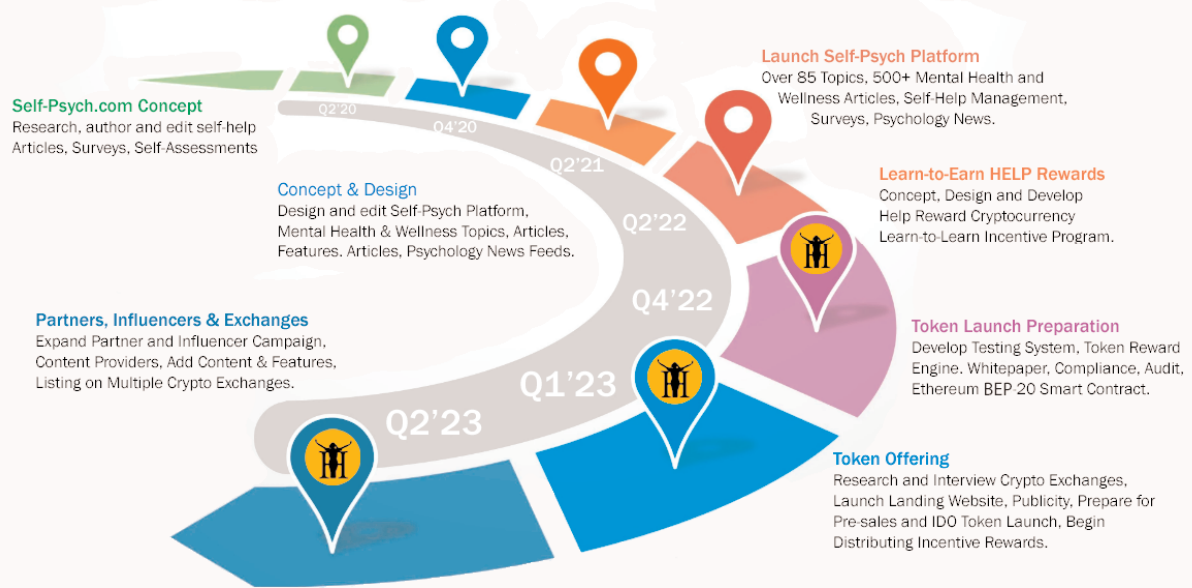 Self-Psych.com Concept
Research, author and edit self-help
Articles, Surveys, Self-Assessments
Q2'20
Q4'20
Q2'21
Q2'22
Q4'22
Q1'23
Q2'23
Concept & Design
Design and edit Self-Psych Platform,
Mental Health & Wellness Topics, Articles,
Features. Articles, Psychology News Feeds.
Launch Self-Psych Platform
Over 85 Topics, 500+ Mental Health and
Wellness Articles, Self-Help Management,
Surveys, Psychology News.
Learn-to-Earn HELP Rewards
Concept, Design and Develop
Help Reward Cryptocurrency
Learn-to-Learn Incentive Program.
Token Launch Preparation
Develop Testing System, Token Reward
Engine. Whitepaper, Compliance, Audit,
Ethereum BEP-20 Smart Contract.
Token Offering
Research and Interview Crypto Exchanges,
Launch Landing Website, Publicity, Prepare for
Pre-sales and IDO Token Launch, Begin
Distributing Incentive Rewards.
Partners, Influencers & Exchanges
Expand Partner and Influencer Campaign,
Content Providers, Add Content & Features,
Listing on Multiple Crypto Exchanges.